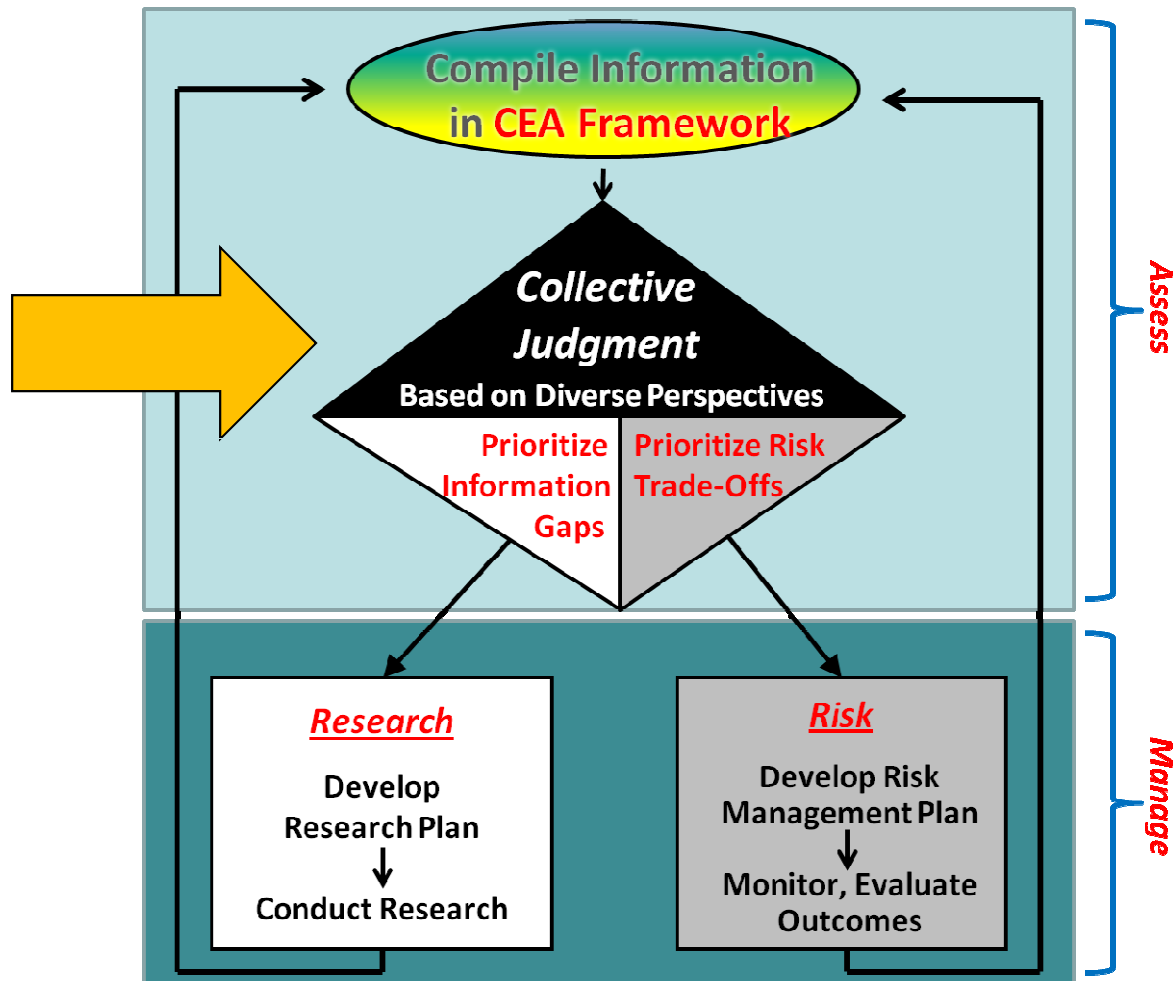 Compile Information
in CEA Framework
Collective
Judgment
Based on Diverse Perspectives
Prioritize
Information
Gaps
Prioritize Risk
Trade-Offs
Assess
Research
Develop
Research Plan
Conduct Research
Risk
Develop Risk
Management Plan
Monitor, Evaluate
Outcomes
Manage